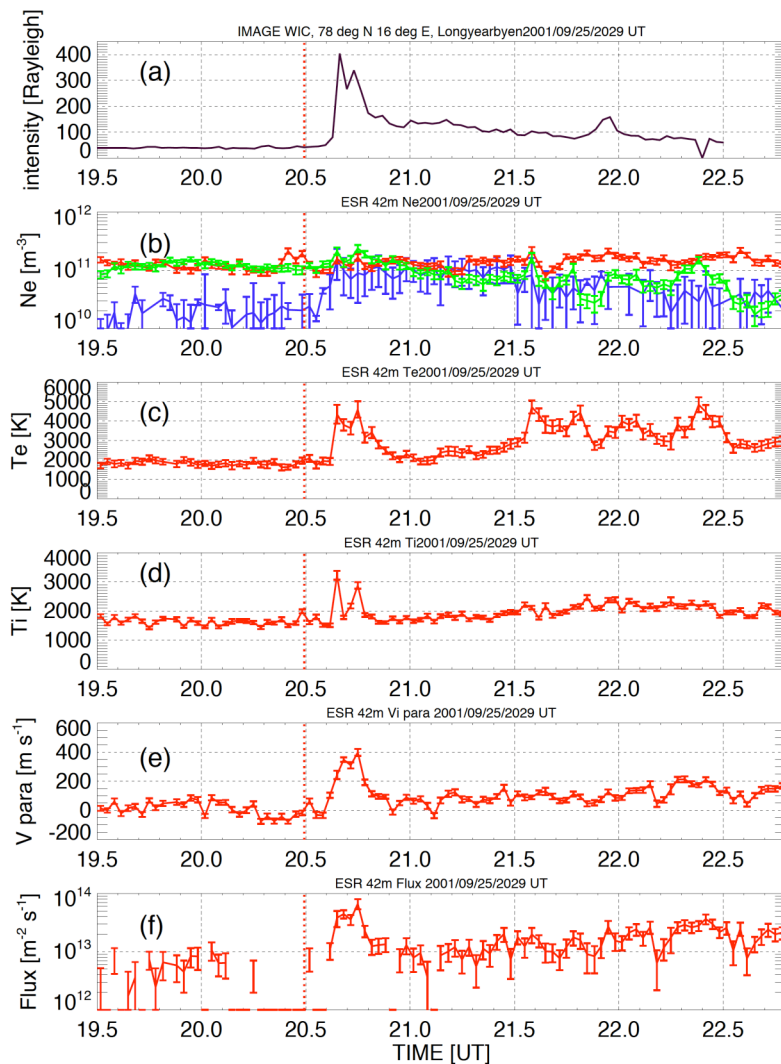 IMAGE WIC, 78 deg N 16 deg E, Longyearbyen2001/09/25/2029 UT
intensity [Rayleigh]
400
300
200
100
0
(a)
19.5 20.0 20.5 21.0 21.5 22.0 22.5
ESR 42m Ne2001/09/25/2029 UT
Ne [m⁻³]
10¹²
10¹¹
10¹⁰
(b)
19.5 20.0 20.5 21.0 21.5 22.0 22.5
ESR 42m Te2001/09/25/2029 UT
Te [K]
6000
5000
4000
3000
2000
1000
0
(c)
19.5 20.0 20.5 21.0 21.5 22.0 22.5
ESR 42m Ti2001/09/25/2029 UT
Ti [K]
4000
3000
2000
1000
0
(d)
19.5 20.0 20.5 21.0 21.5 22.0 22.5
ESR 42m Vi para 2001/09/25/2029 UT
V para [m s⁻¹]
600
400
200
0
-200
(e)
19.5 20.0 20.5 21.0 21.5 22.0 22.5
ESR 42m Flux 2001/09/25/2029 UT
Flux [m⁻² s⁻¹]
10¹⁴
10¹³
10¹²
(f)
19.5 20.0 20.5 21.0 21.5 22.0 22.5
TIME [UT]